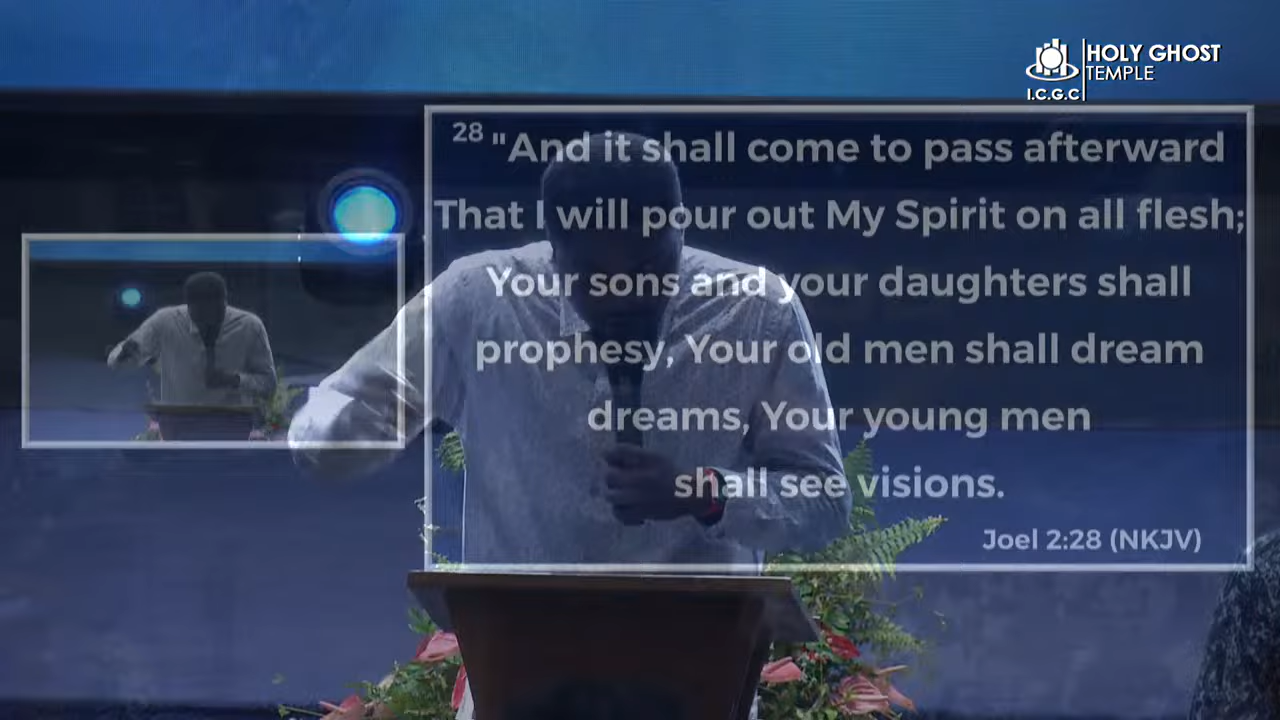 HOLY GHOST
TEMPLE
I.C.G.C
28 "And it shall come to pass afterward
That I will pour out My Spirit on all flesh;
Your sons and your daughters shall
prophesy, Your old men shall dream
dreams, Your young men
shall see visions.
Joel 2:28 (NKJV)